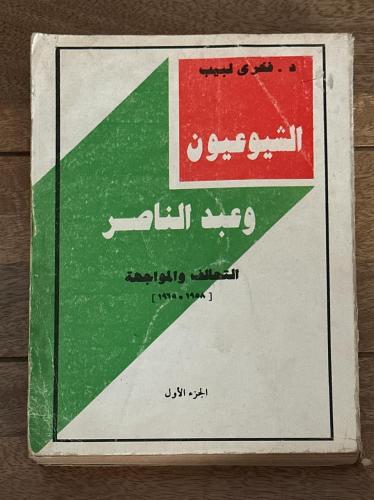 د. فخرى لبيب
الشيوعيون
وعبد الناصر
التحالف والمواجهة
[ ١٩٥٨ - ١٩٦٥ ]
الجزء الأول